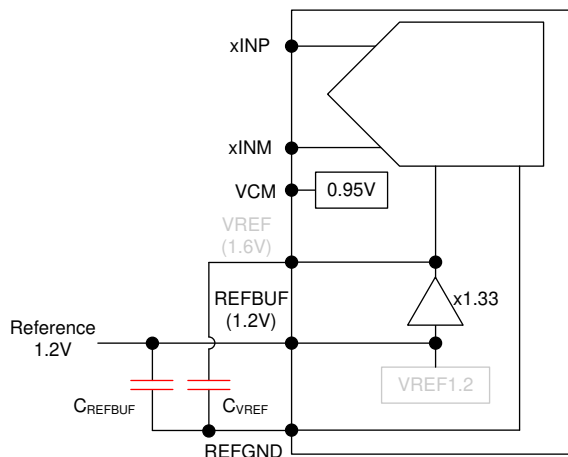 xINP
xINM
VCM
0.95V
VREF
(1.6V)
REFBUF
(1.2V)
x1.33
Reference
1.2V
VREF1.2
CREFBUF
CVREF
REFGND